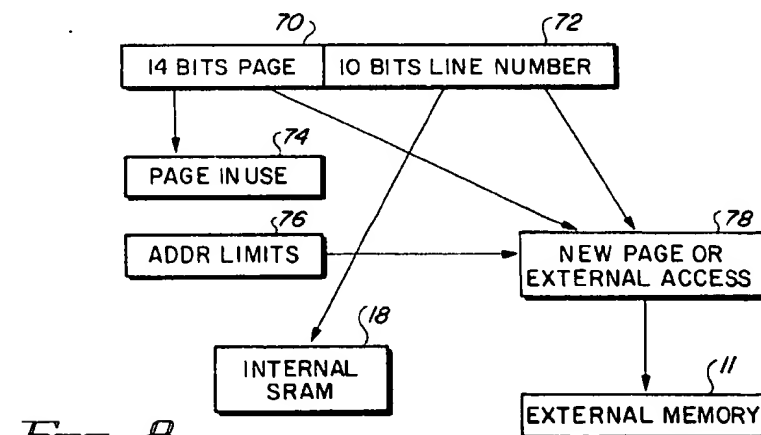 70
72
14 BITS PAGE
10 BITS LINE NUMBER
74
PAGE IN USE
76
ADDR LIMITS
78
NEW PAGE OR
EXTERNAL ACCESS
18
INTERNAL
SRAM
11
EXTERNAL MEMORY